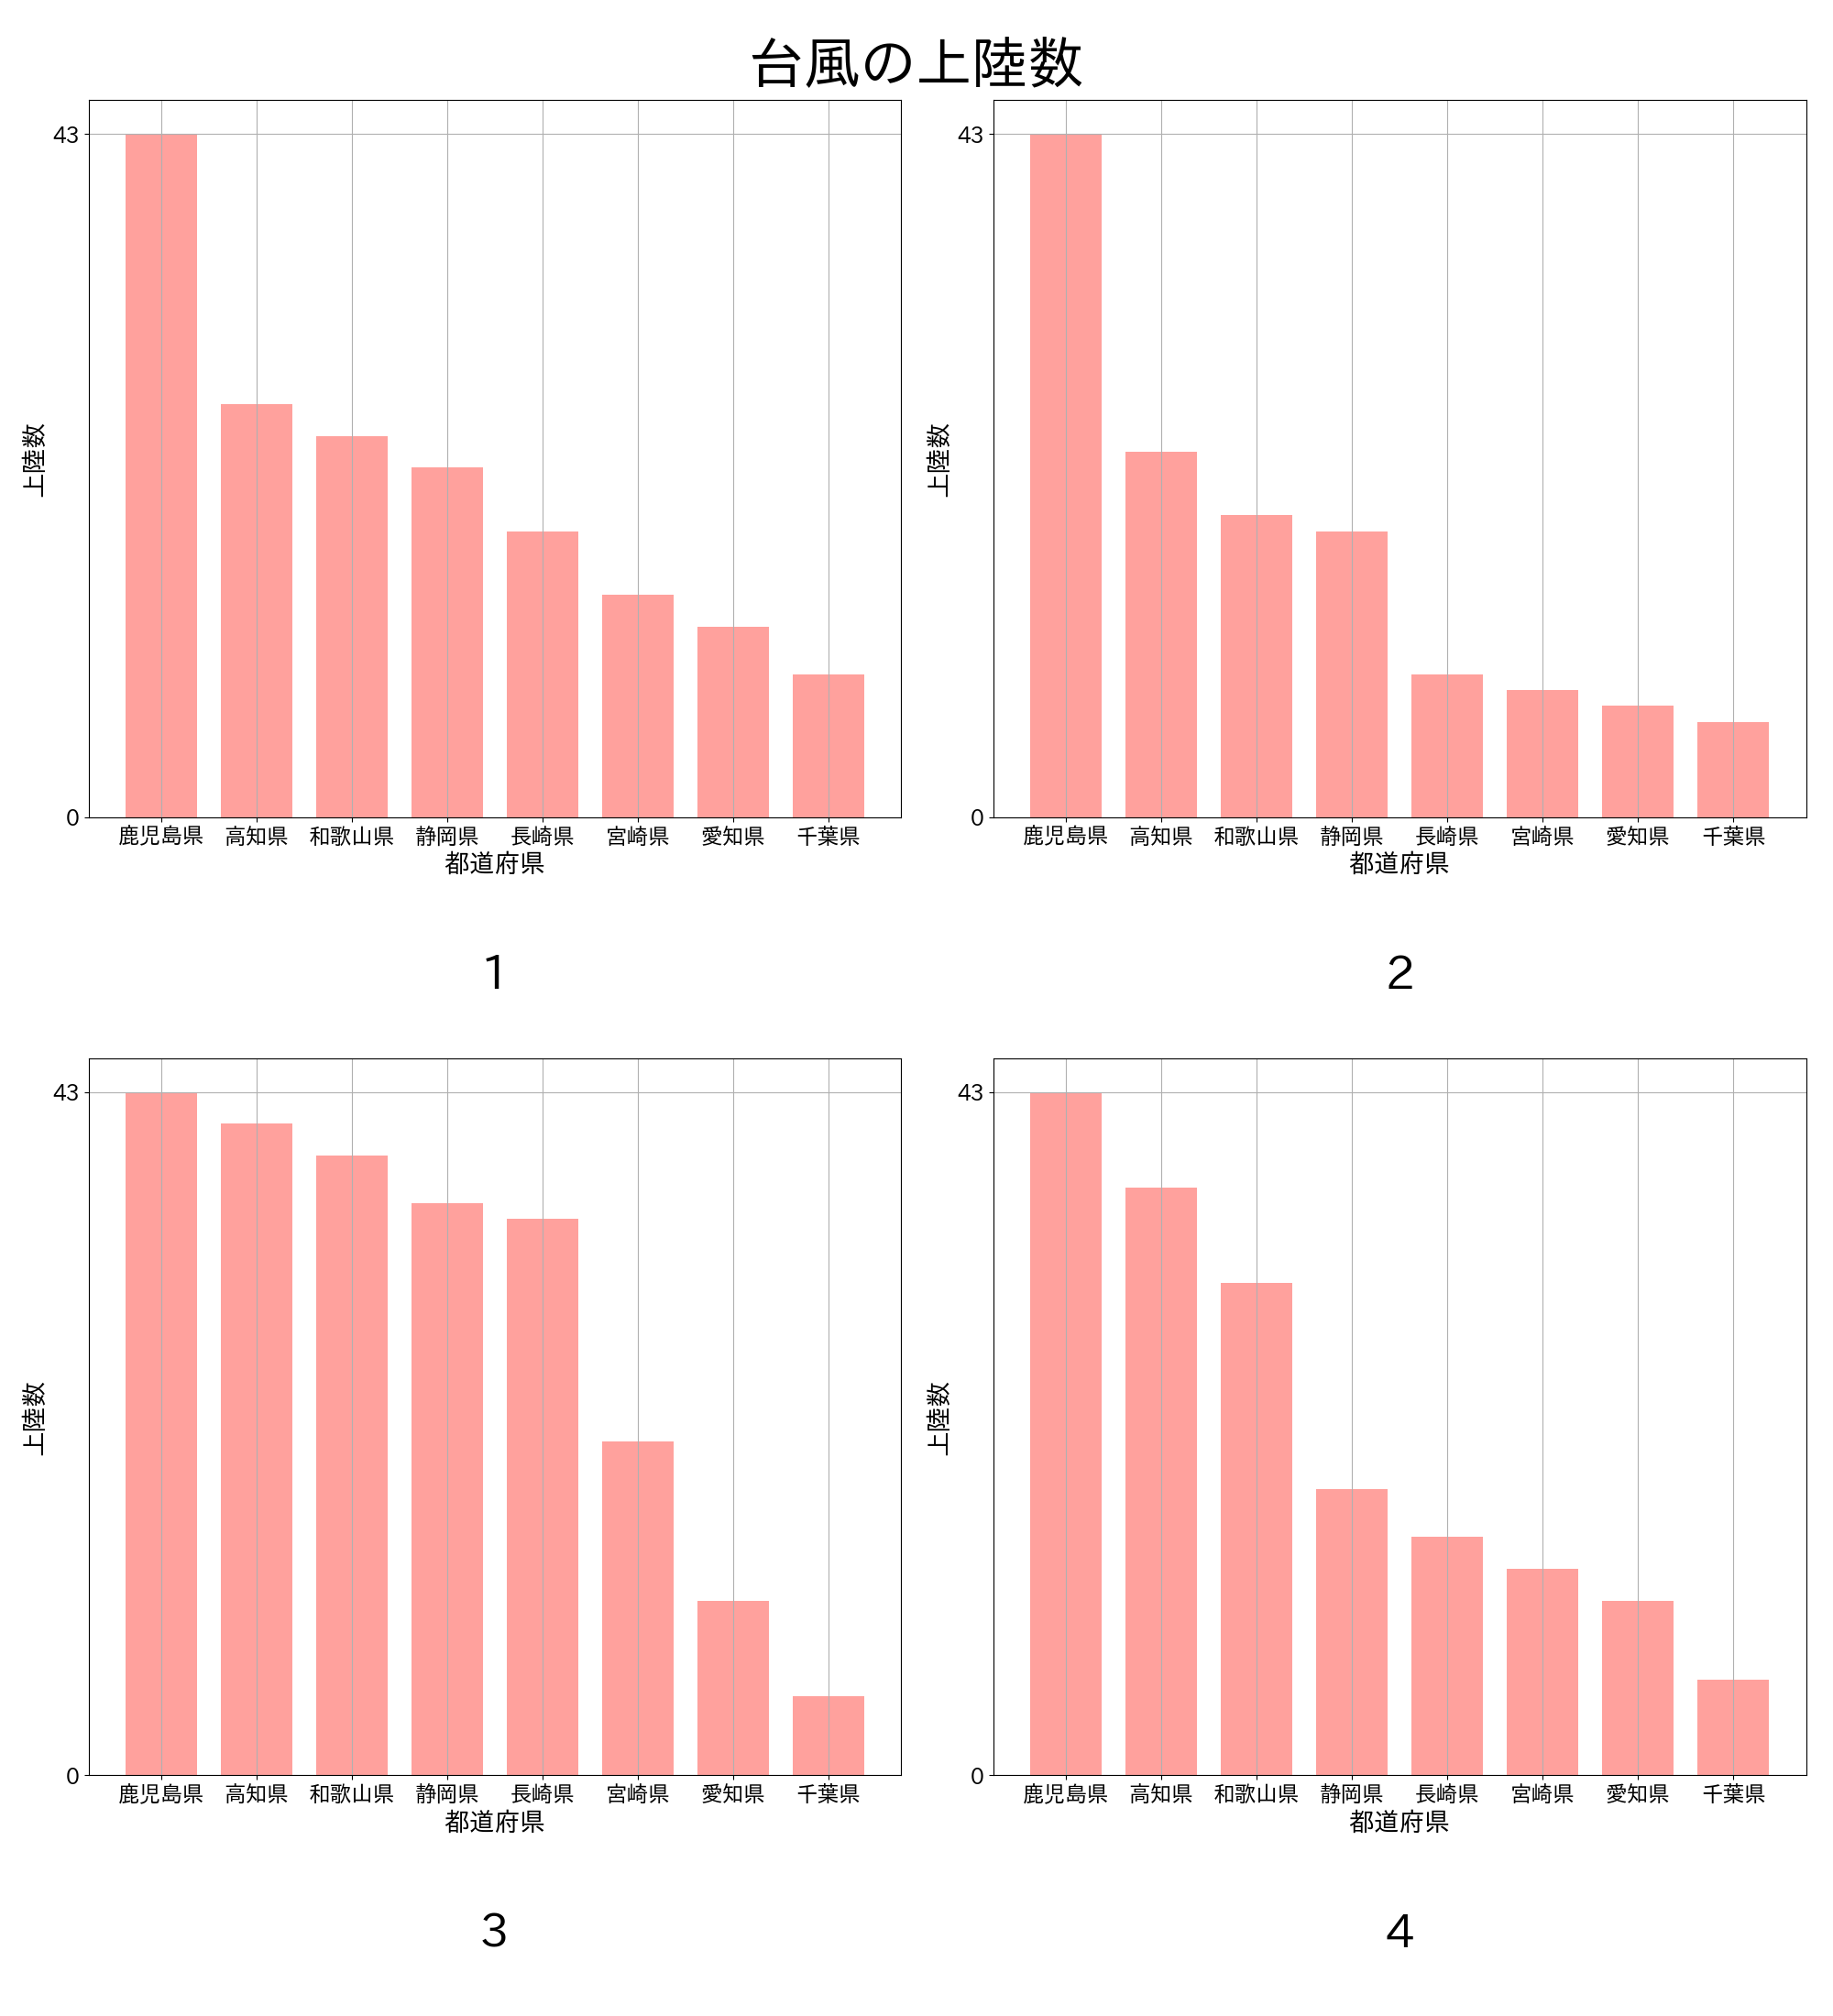 台風の上陸数
43
0
上陸数
鹿児島県 高知県 和歌山県 静岡県 長崎県 宮崎県 愛知県 千葉県
都道府県
1
43
0
上陸数
鹿児島県 高知県 和歌山県 静岡県 長崎県 宮崎県 愛知県 千葉県
都道府県
2
43
0
上陸数
鹿児島県 高知県 和歌山県 静岡県 長崎県 宮崎県 愛知県 千葉県
都道府県
3
43
0
上陸数
鹿児島県 高知県 和歌山県 静岡県 長崎県 宮崎県 愛知県 千葉県
都道府県
4